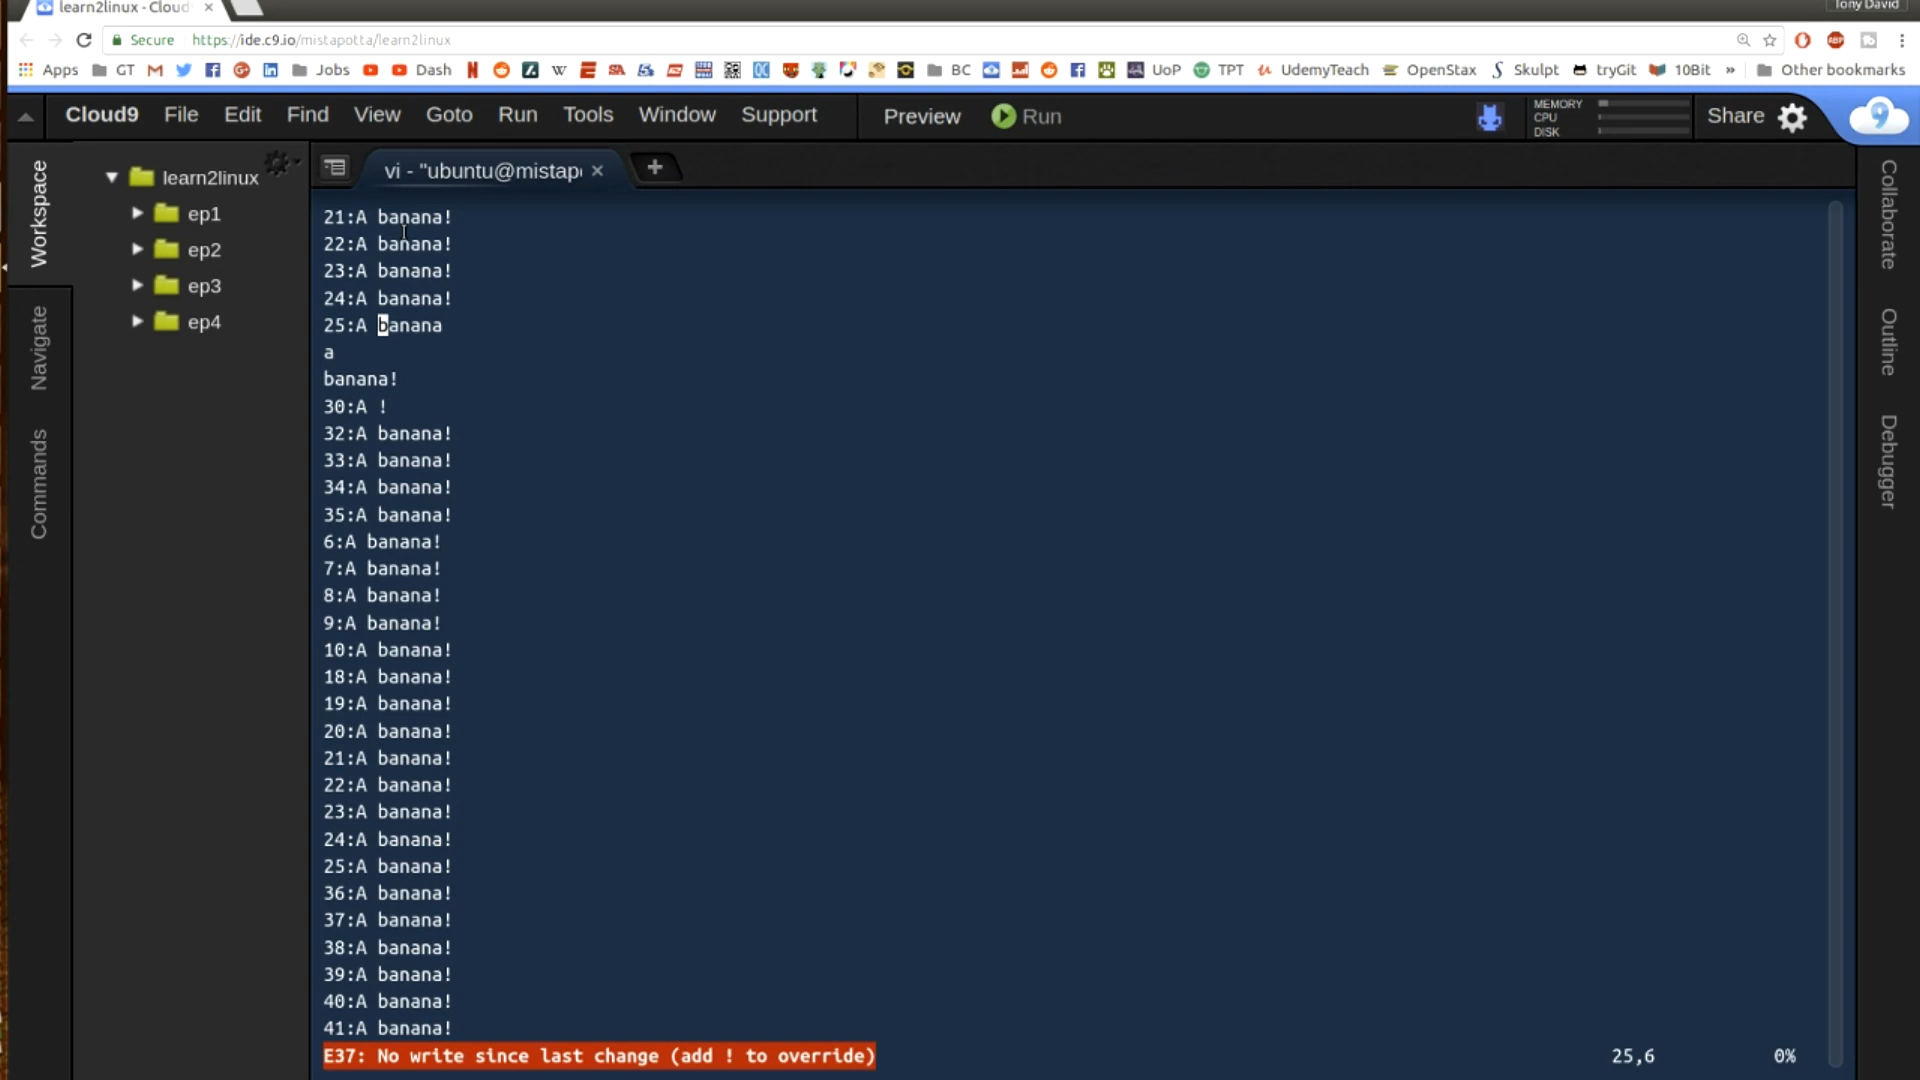 learn2linux - Cloud
Tony David
Secure https://ide.c9.io/mistapotta/learn2linux
Apps GT Jobs Dash BC UoP TPT UdemyTeach OpenStax Skulpt tryGit 10Bit » Other bookmarks
Cloud9 File Edit Find View Goto Run Tools Window Support Preview Run MEMORY CPU DISK Share 9
Workspace
Navigate
Commands
learn2linux
ep1
ep2
ep3
ep4
vi - "ubuntu@mistap
21:A banana!
22:A banana!
23:A banana!
24:A banana!
25:A banana
a
banana!
30:A !
32:A banana!
33:A banana!
34:A banana!
35:A banana!
6:A banana!
7:A banana!
8:A banana!
9:A banana!
10:A banana!
18:A banana!
19:A banana!
20:A banana!
21:A banana!
22:A banana!
23:A banana!
24:A banana!
25:A banana!
36:A banana!
37:A banana!
38:A banana!
39:A banana!
40:A banana!
41:A banana!
E37: No write since last change (add ! to override) 25,6 0%
Collaborate
Outline
Debugger